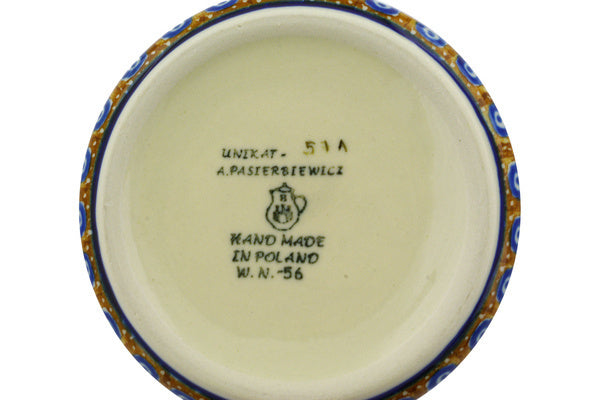 UNIKAT - 51A
A.PASIERBIEWICZ
HAND MADE
IN POLAND
W.N.-56